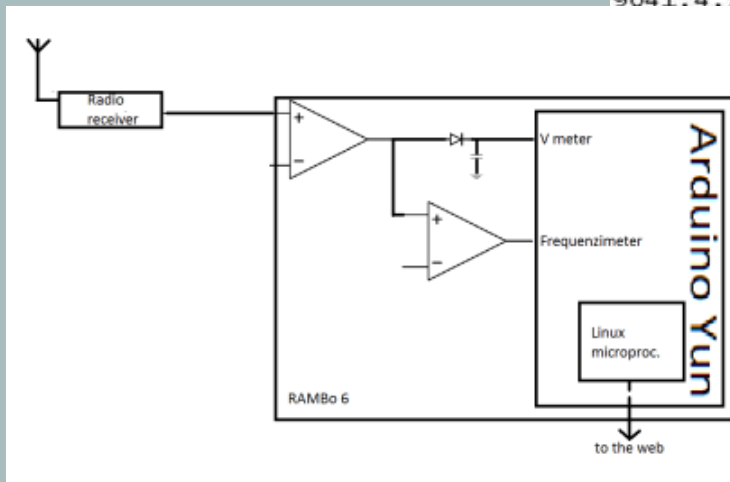 Radio
receiver
+
−
V meter
+
−
Frequenzimeter
Arduino Yun
Linux
microproc.
RAMBo 6
to the web